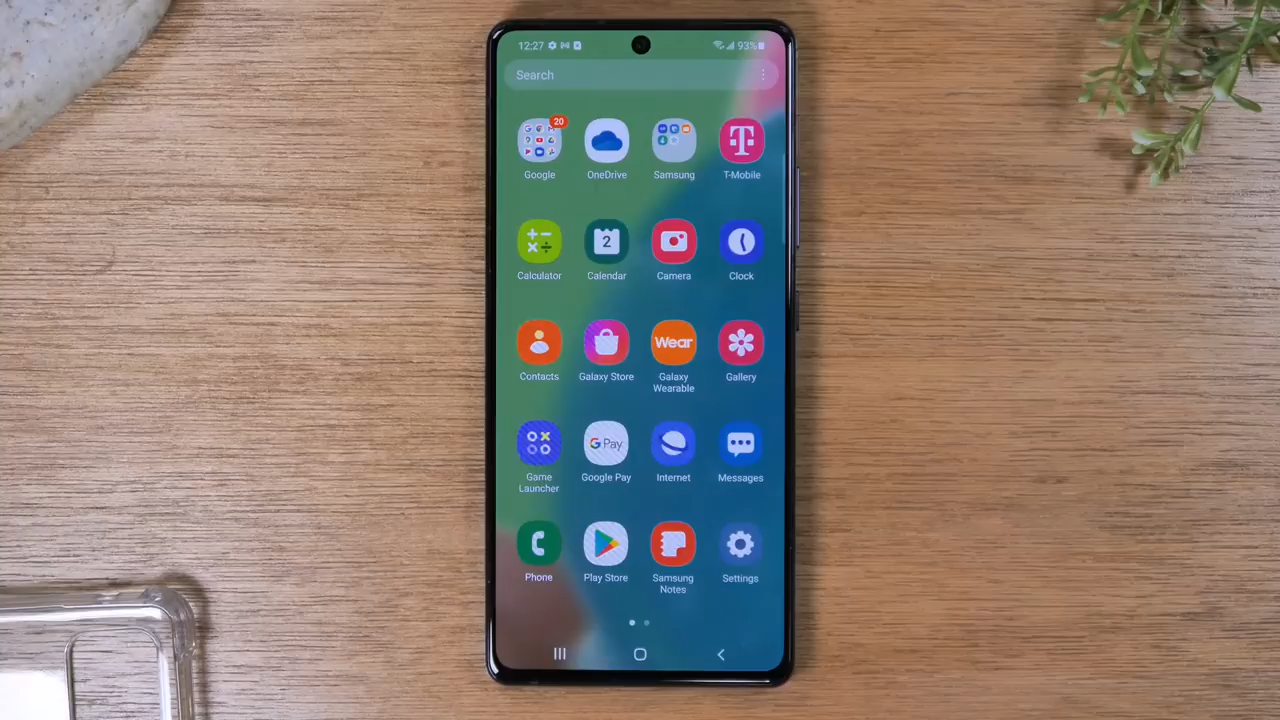 12:27 93%
Search
20
Google OneDrive Samsung T-Mobile
2
Calculator Calendar Camera Clock
Wear
Contacts Galaxy Store Galaxy Wearable Gallery
G Pay
Game Launcher Google Pay Internet Messages
Phone Play Store Samsung Notes Settings